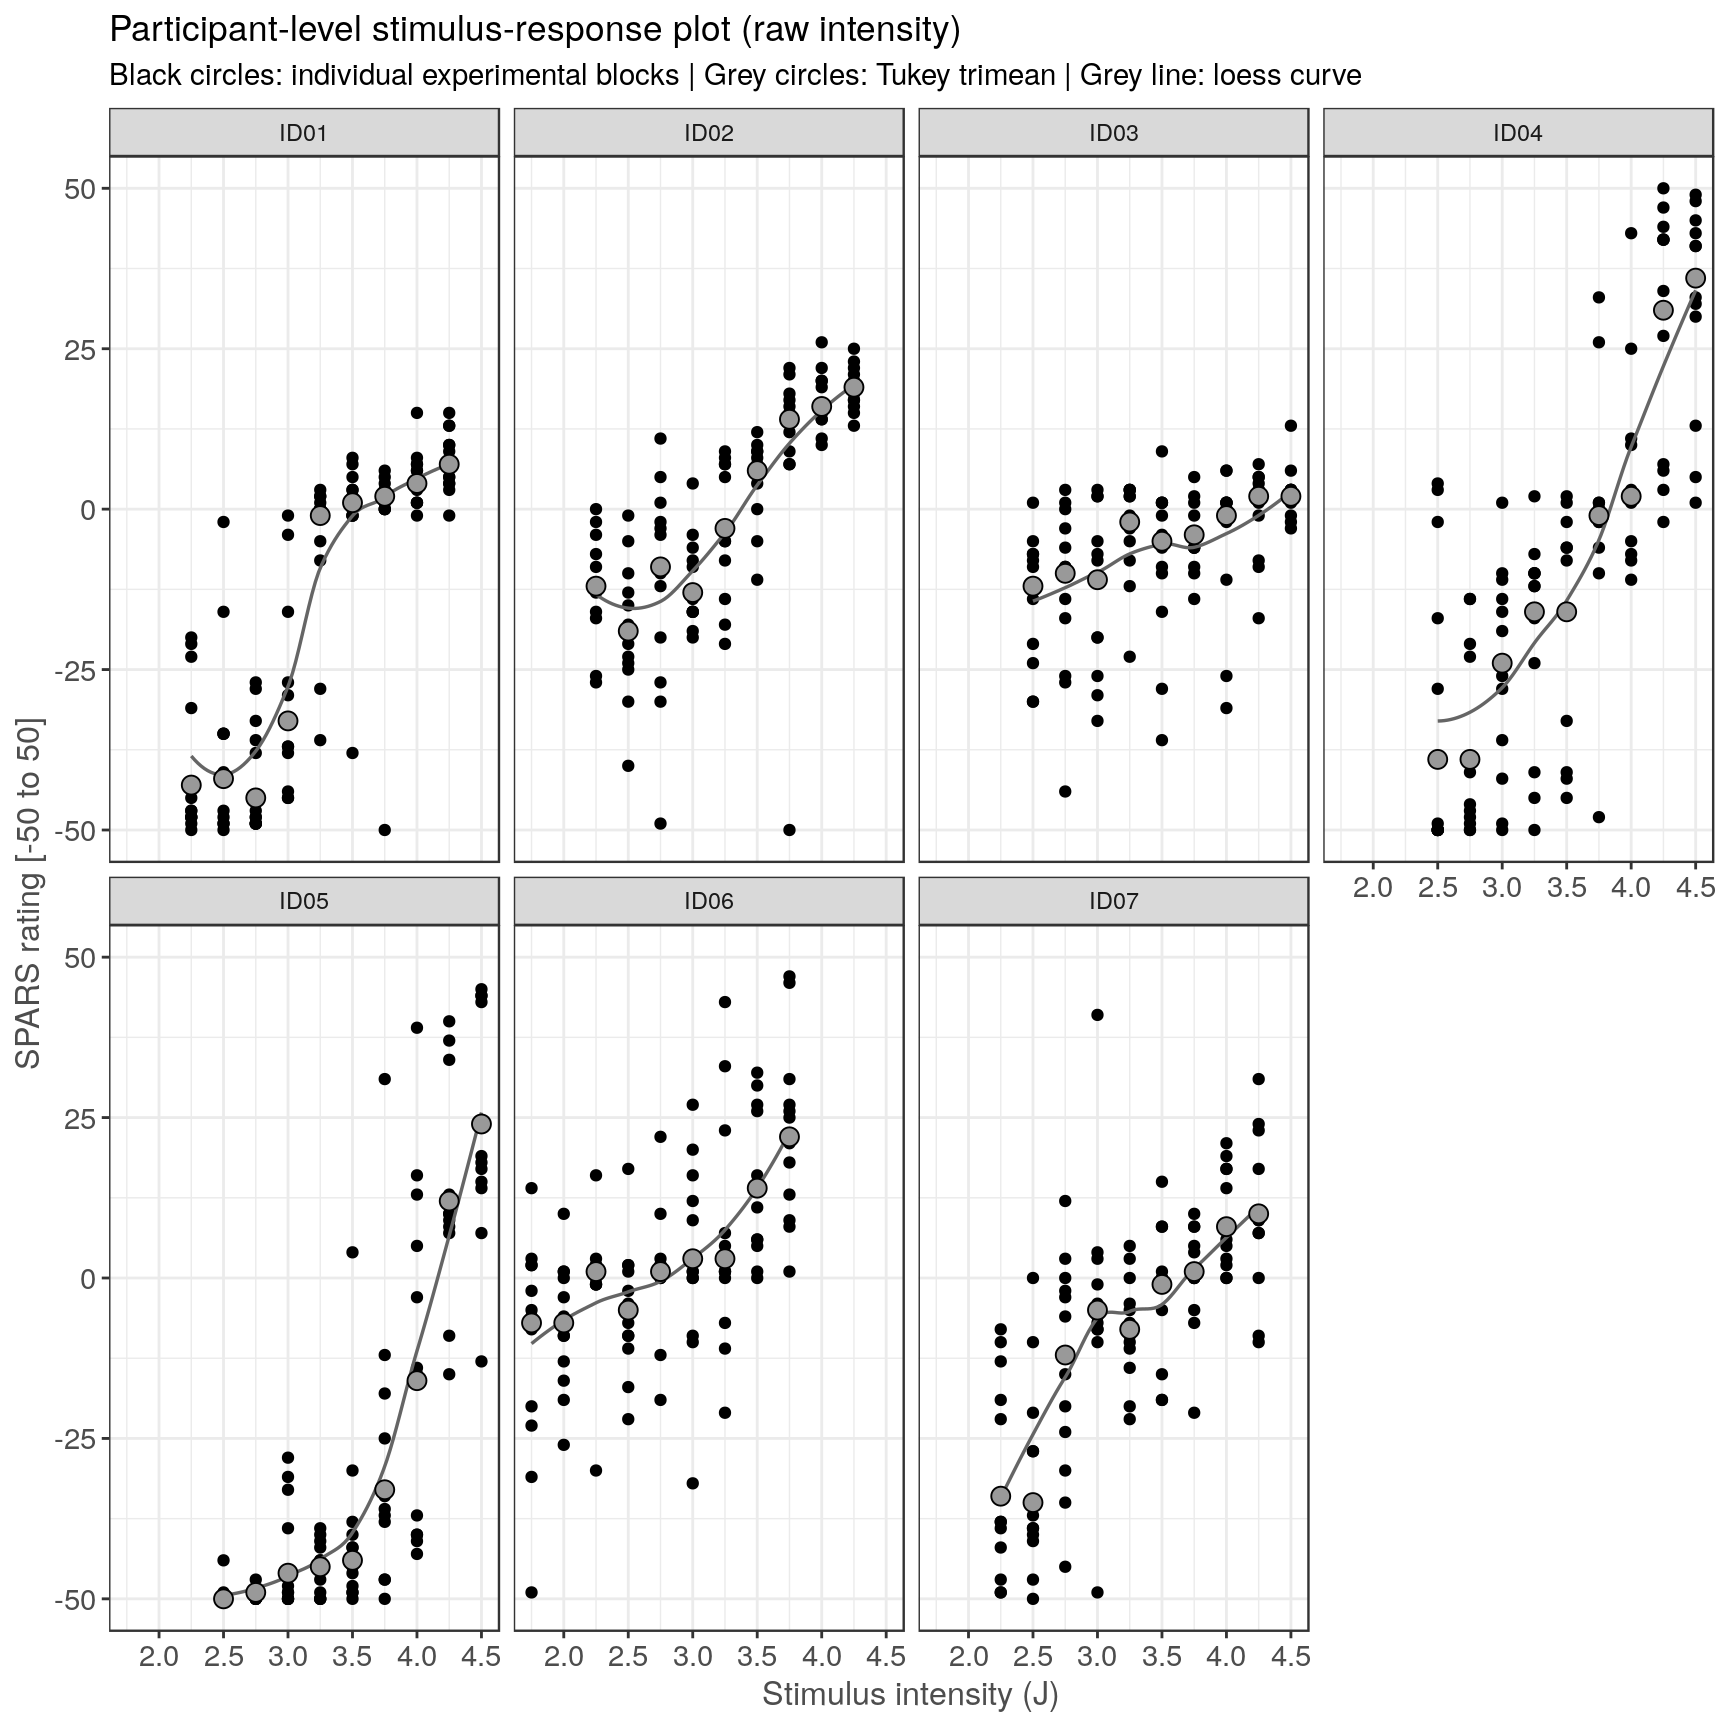 Participant-level stimulus-response plot (raw intensity)
Black circles: individual experimental blocks | Grey circles: Tukey trimean | Grey line: loess curve
ID01 ID02 ID03 ID04
50
25
0
-25
-50
2.0 2.5 3.0 3.5 4.0 4.5
SPARS rating [-50 to 50]
ID05 ID06 ID07
50
25
0
-25
-50
2.0 2.5 3.0 3.5 4.0 4.5 2.0 2.5 3.0 3.5 4.0 4.5 2.0 2.5 3.0 3.5 4.0 4.5
Stimulus intensity (J)